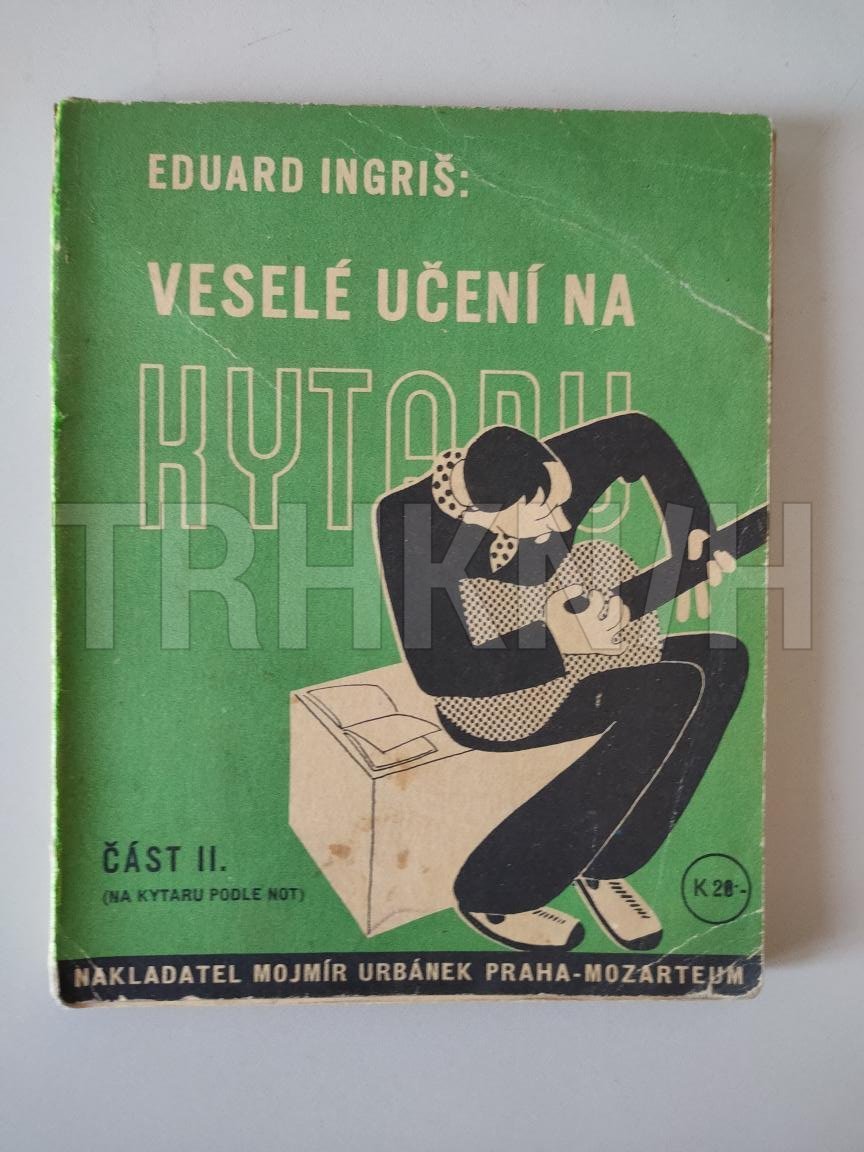 EDUARD INGRIŠ:
VESELÉ UČENÍ NA
KYTARU
TRHKNIH
ČÁST II.
(NA KYTARU PODLE NOT)
K 20·-
NAKLADATEL MOJMÍR URBÁNEK PRAHA-MOZARTEUM